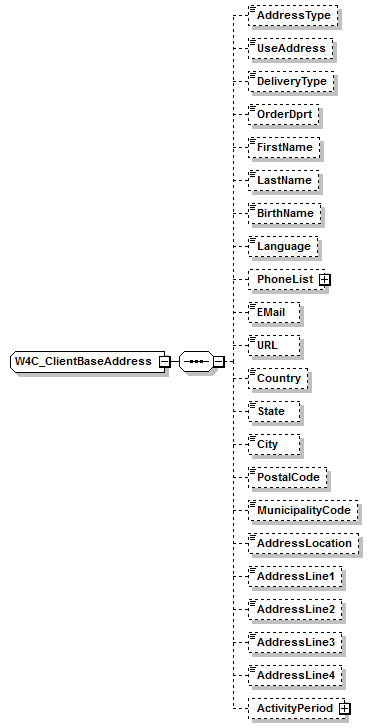 AddressType
UseAddress
DeliveryType
OrderDprt
FirstName
LastName
BirthName
Language
PhoneList
EMail
URL
W4C_ClientBaseAddress
Country
State
City
PostalCode
MunicipalityCode
AddressLocation
AddressLine1
AddressLine2
AddressLine3
AddressLine4
ActivityPeriod